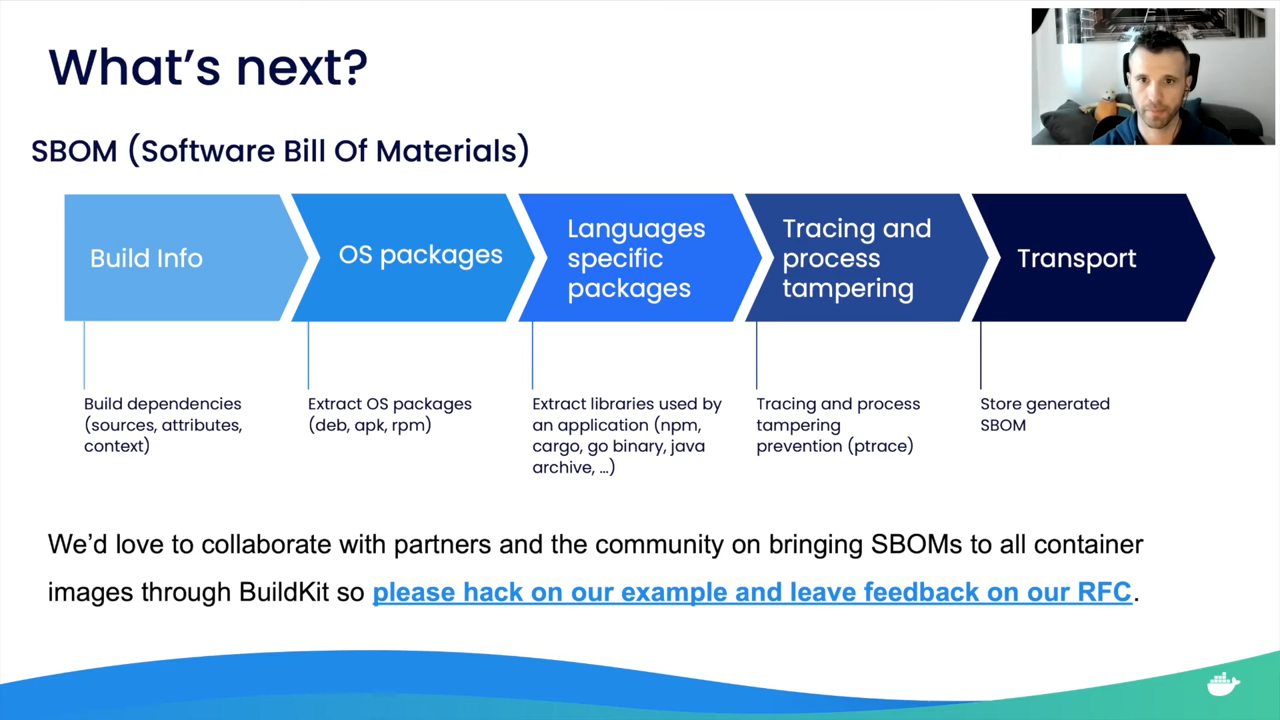 What's next?
SBOM (Software Bill Of Materials)
Build Info
OS packages
Languages
specific
packages
Tracing and
process
tampering
Transport
Build dependencies
(sources, attributes,
context)
Extract OS packages
(deb, apk, rpm)
Extract libraries used by
an application (npm,
cargo, go binary, java
archive, ...)
Tracing and process
tampering
prevention (ptrace)
Store generated
SBOM
We'd love to collaborate with partners and the community on bringing SBOMs to all container
images through BuildKit so please hack on our example and leave feedback on our RFC.